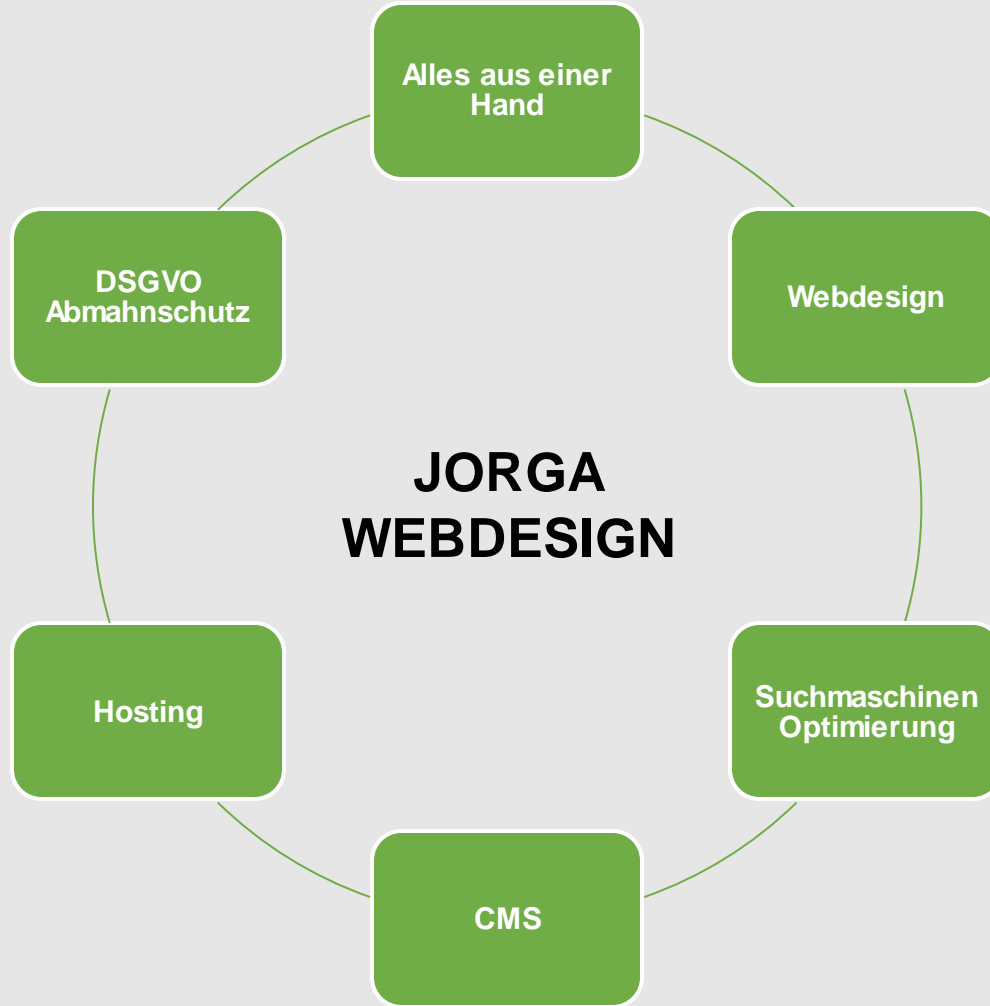 Alles aus einer
Hand
DSGVO
Abmahnschutz
Webdesign
JORGA
WEBDESIGN
Hosting
Suchmaschinen
Optimierung
CMS